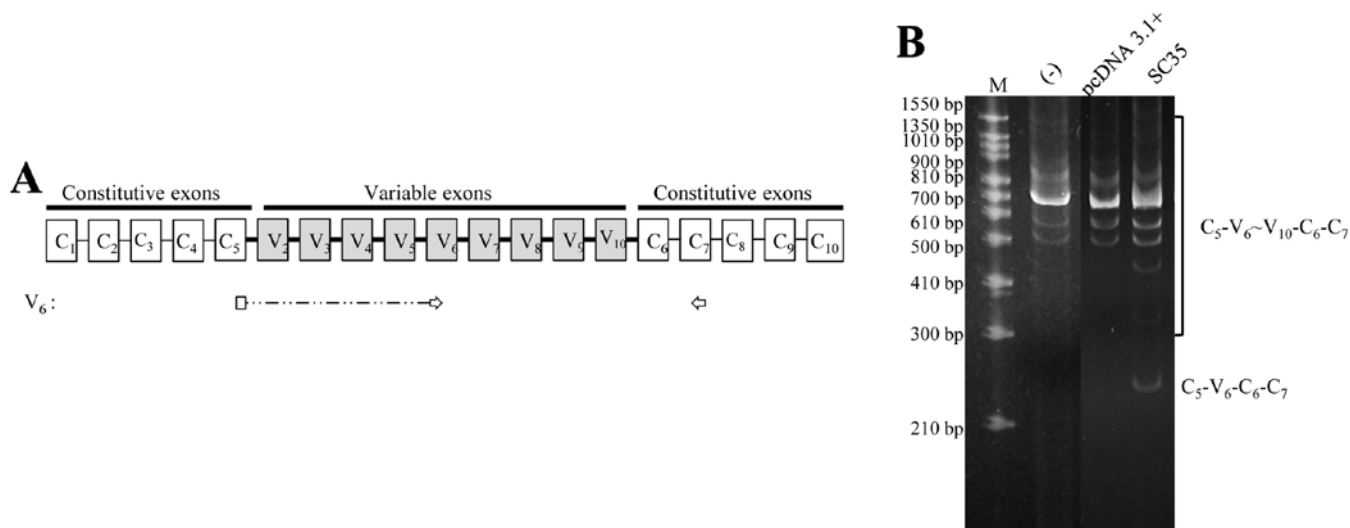 A
Constitutive exons Variable exons Constitutive exons
C1 C2 C3 C4 C5 V2 V3 V4 V5 V6 V7 V8 V9 V10 C6 C7 C8 C9 C10
V6 :
B
M (-) pcDNA 3.1+ SC35
1550 bp
1350 bp
1010 bp
900 bp
810 bp
700 bp
610 bp
500 bp
410 bp
300 bp
210 bp
C5-V6~V10-C6-C7
C5-V6-C6-C7